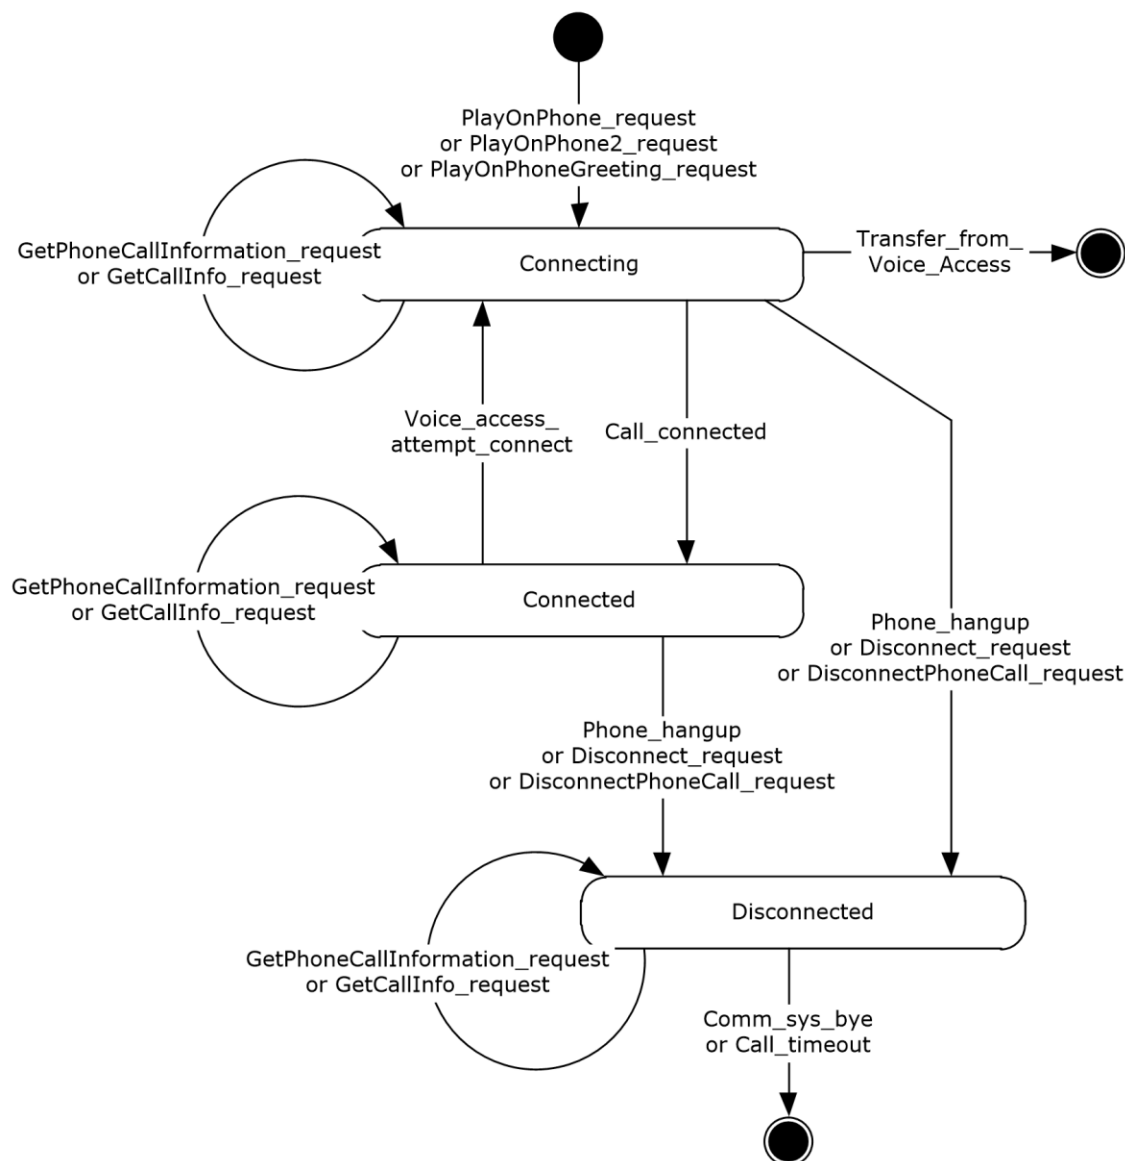 PlayOnPhone_request
or PlayOnPhone2_request
or PlayOnPhoneGreeting_request
GetPhoneCallInformation_request
or GetCallInfo_request
Connecting
Transfer_from_
Voice_Access
Voice_access_
attempt_connect
Call_connected
GetPhoneCallInformation_request
or GetCallInfo_request
Connected
Phone_hangup
or Disconnect_request
or DisconnectPhoneCall_request
Phone_hangup
or Disconnect_request
or DisconnectPhoneCall_request
Disconnected
GetPhoneCallInformation_request
or GetCallInfo_request
Comm_sys_bye
or Call_timeout